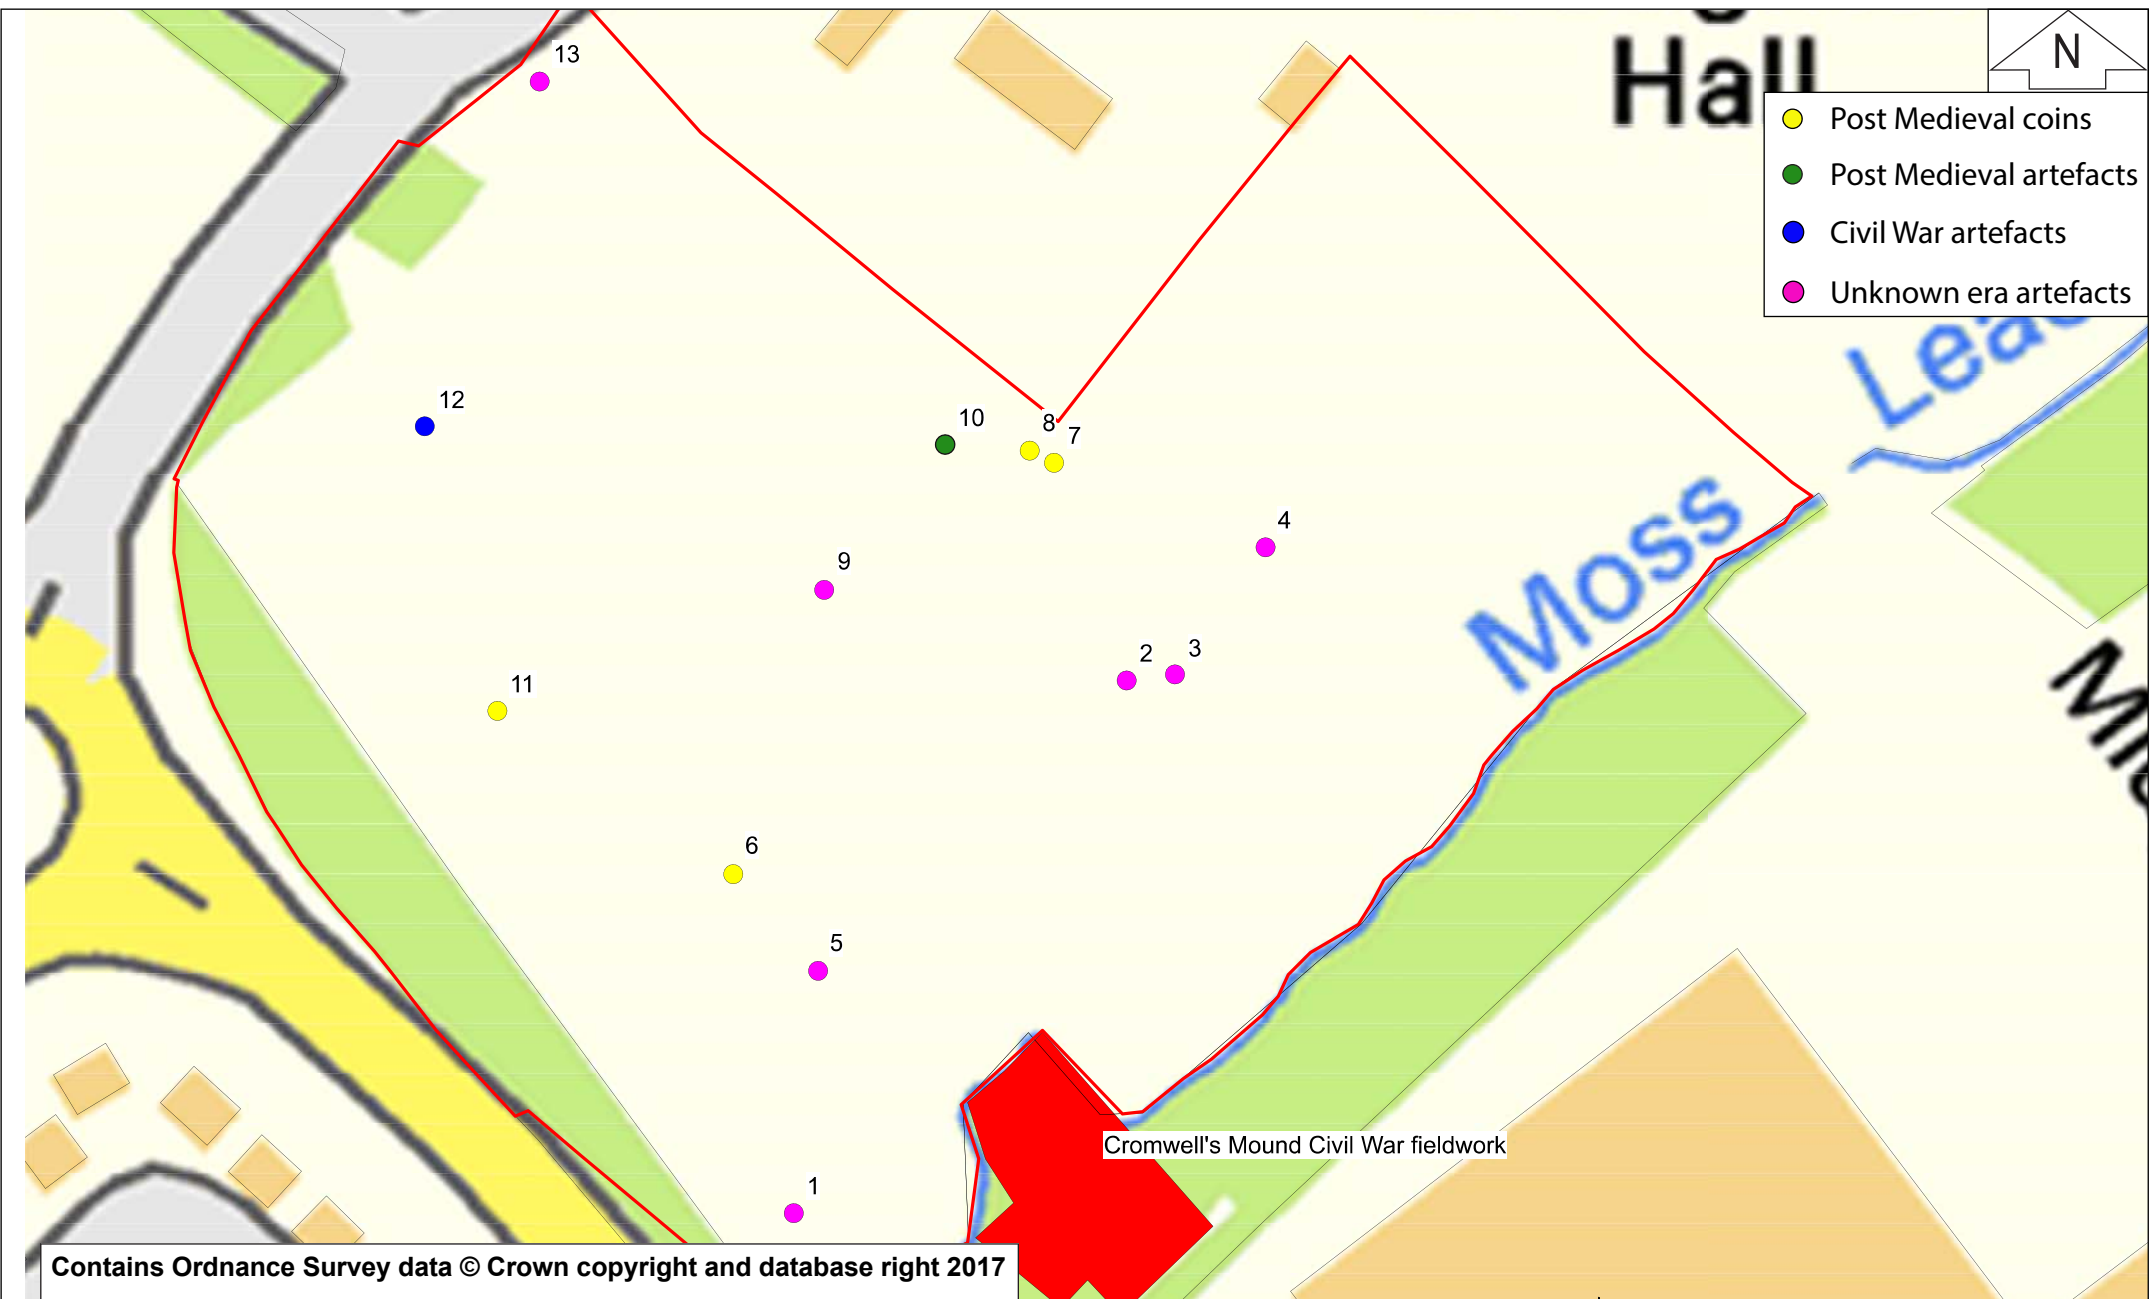 13
Hall
N
Post Medieval coins
Post Medieval artefacts
Civil War artefacts
Unknown era artefacts
12
10
8
7
4
Moss
9
2
3
11
6
5
Cromwell's Mound Civil War fieldwork
1
Contains Ordnance Survey data © Crown copyright and database right 2017